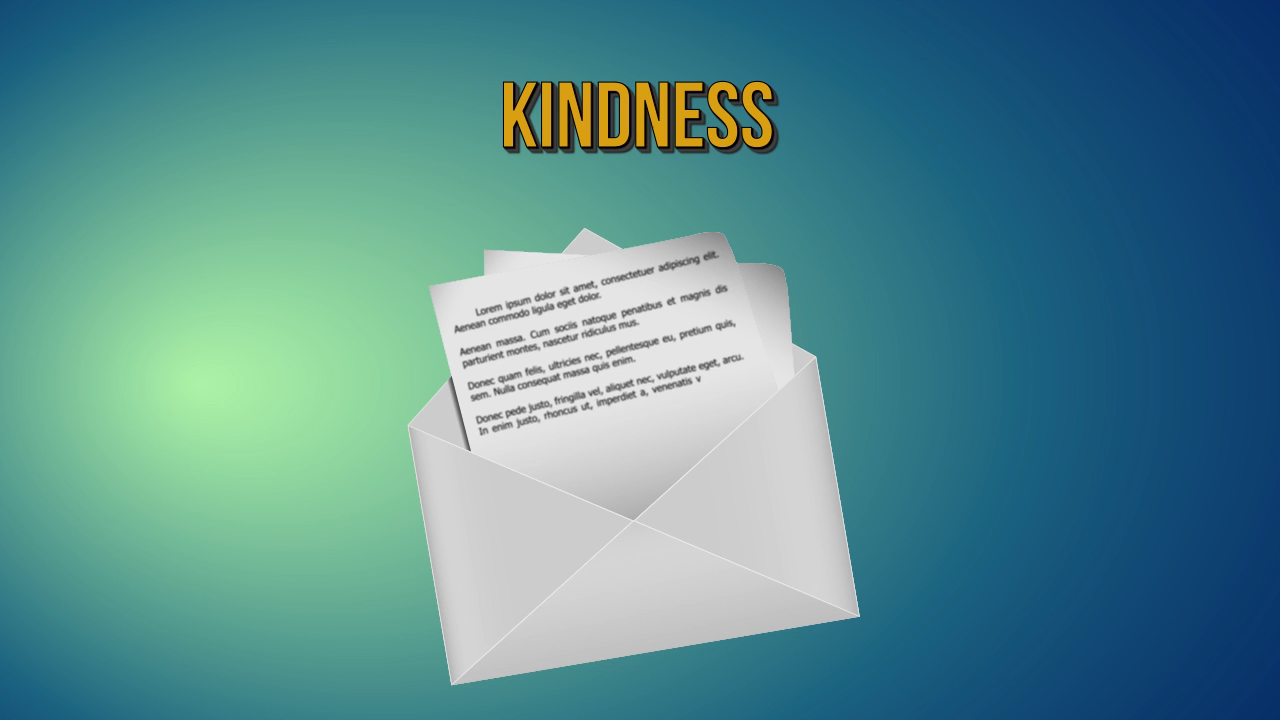 KINDNESS
Lorem ipsum dolor sit amet, consectetuer adipiscing elit.
Aenean commodo ligula eget dolor.
Aenean massa. Cum sociis natoque penatibus et magnis dis
parturient montes, nascetur ridiculus mus.
Donec quam felis, ultricies nec, pellentesque eu, pretium quis,
sem. Nulla consequat massa quis enim.
Donec pede justo, fringilla vel, aliquet nec, vulputate eget, arcu.
In enim justo, rhoncus ut, imperdiet a, venenatis v